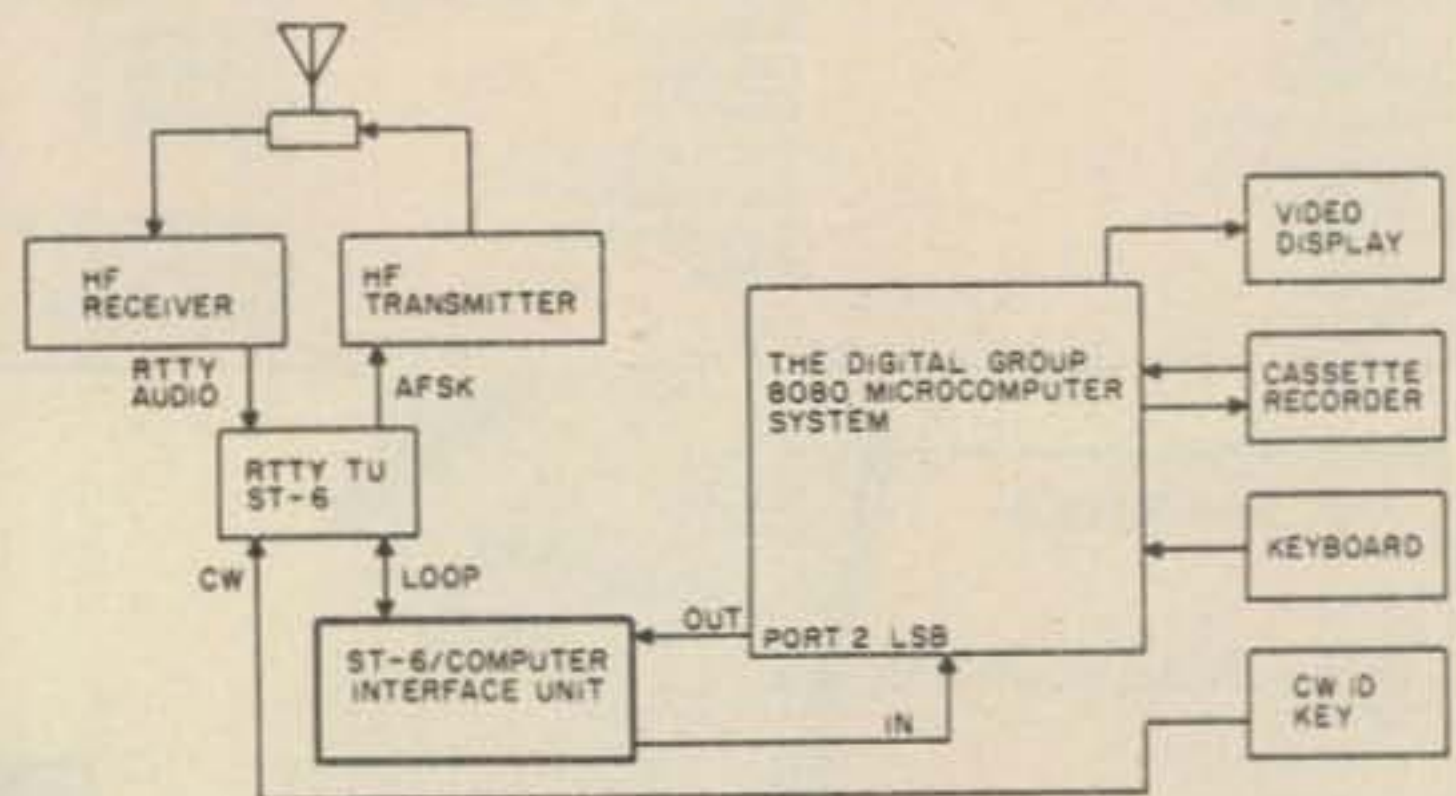 VIDEO
DISPLAY
HF
RECEIVER
HF
TRANSMITTER
THE DIGITAL GROUP
8080 MICROCOMPUTER
SYSTEM
CASSETTE
RECORDER
RTTY
AUDIO
AFSK
RTTY TU
ST-6
KEYBOARD
CW
LOOP
OUT
PORT 2 LSB
ST-6/COMPUTER
INTERFACE UNIT
IN
CW ID
KEY